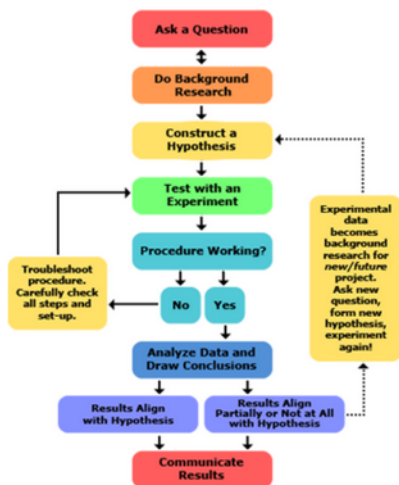 Ask a Question
Do Background
Research
Construct a
Hypothesis
Test with an
Experiment
Procedure Working?
Troubleshoot
procedure.
Carefully check
all steps and
set-up.
No
Yes
Experimental
data
becomes
background
research for
new/future
project.
Ask new
question,
form new
hypothesis,
experiment
again!
Analyze Data and
Draw Conclusions
Results Align
with Hypothesis
Results Align
Partially or Not at All
with Hypothesis
Communicate
Results